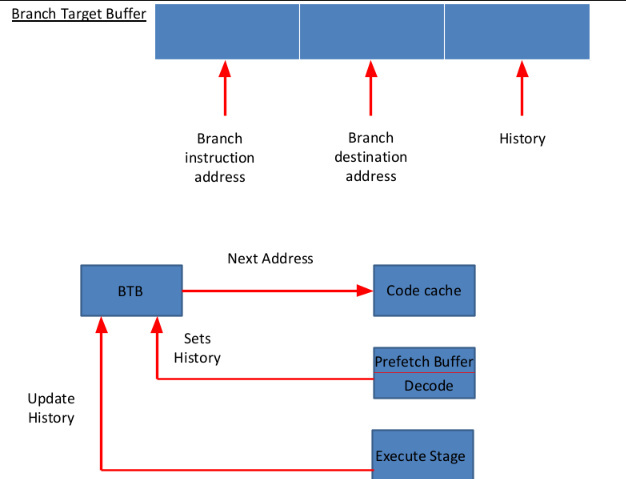 Branch Target Buffer
Branch
instruction
address
Branch
destination
address
History
Next Address
BTB
Code cache
Sets
History
Prefetch Buffer
Decode
Update
History
Execute Stage